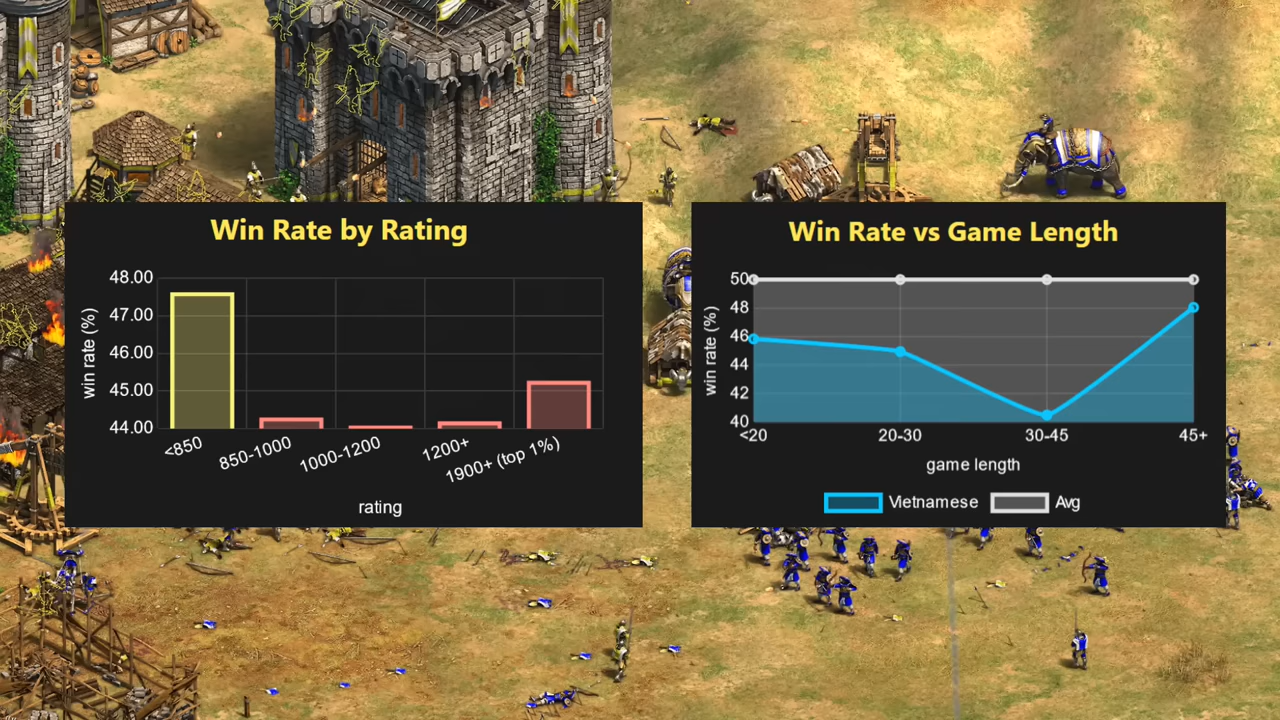 Win Rate by Rating
48.00
47.00
46.00
45.00
44.00
win rate (%)
<850
850-1000
1000-1200
1200+
1900+ (top 1%)
rating
Win Rate vs Game Length
50
48
46
44
42
40
win rate (%)
<20
20-30
30-45
45+
game length
Vietnamese
Avg